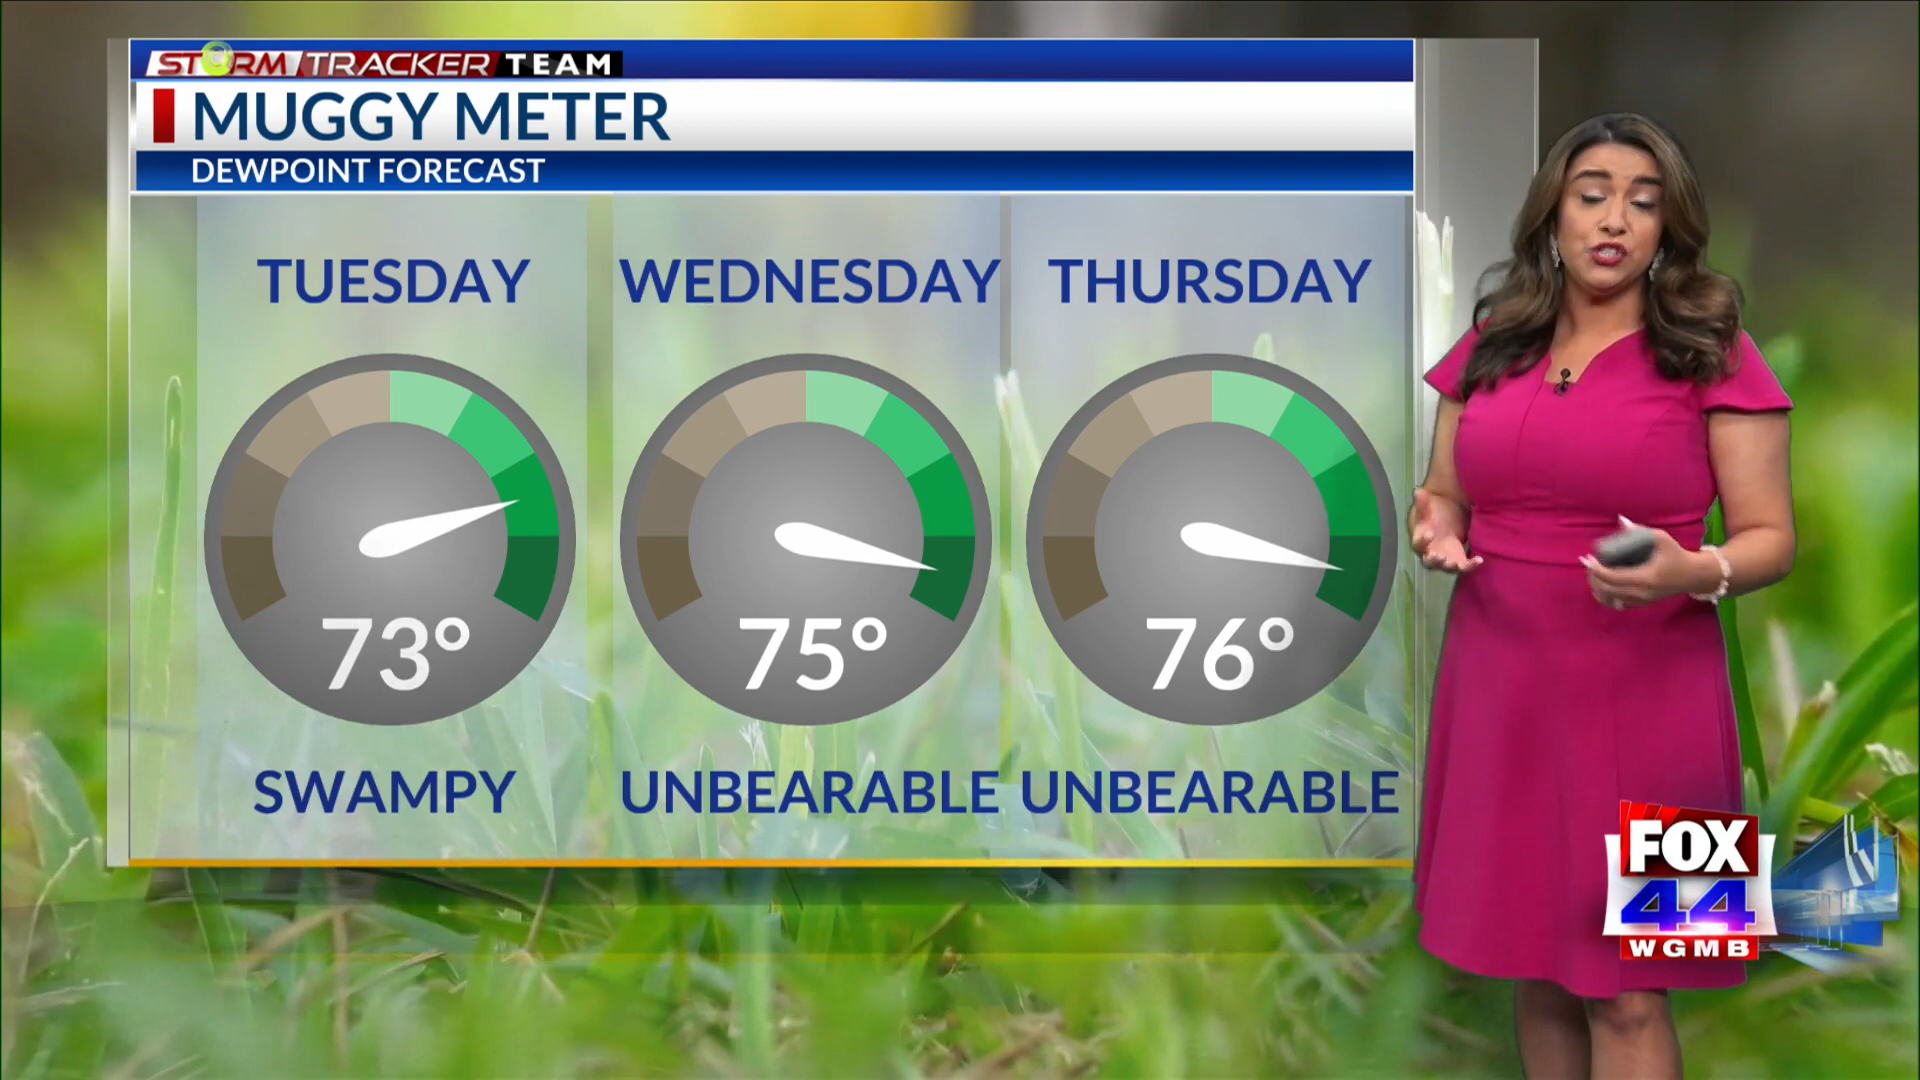 STORM TRACKER TEAM
MUGGY METER
DEWPOINT FORECAST
TUESDAY
WEDNESDAY
THURSDAY
73°
75°
76°
SWAMPY
UNBEARABLE
UNBEARABLE
FOX
44
WGMB